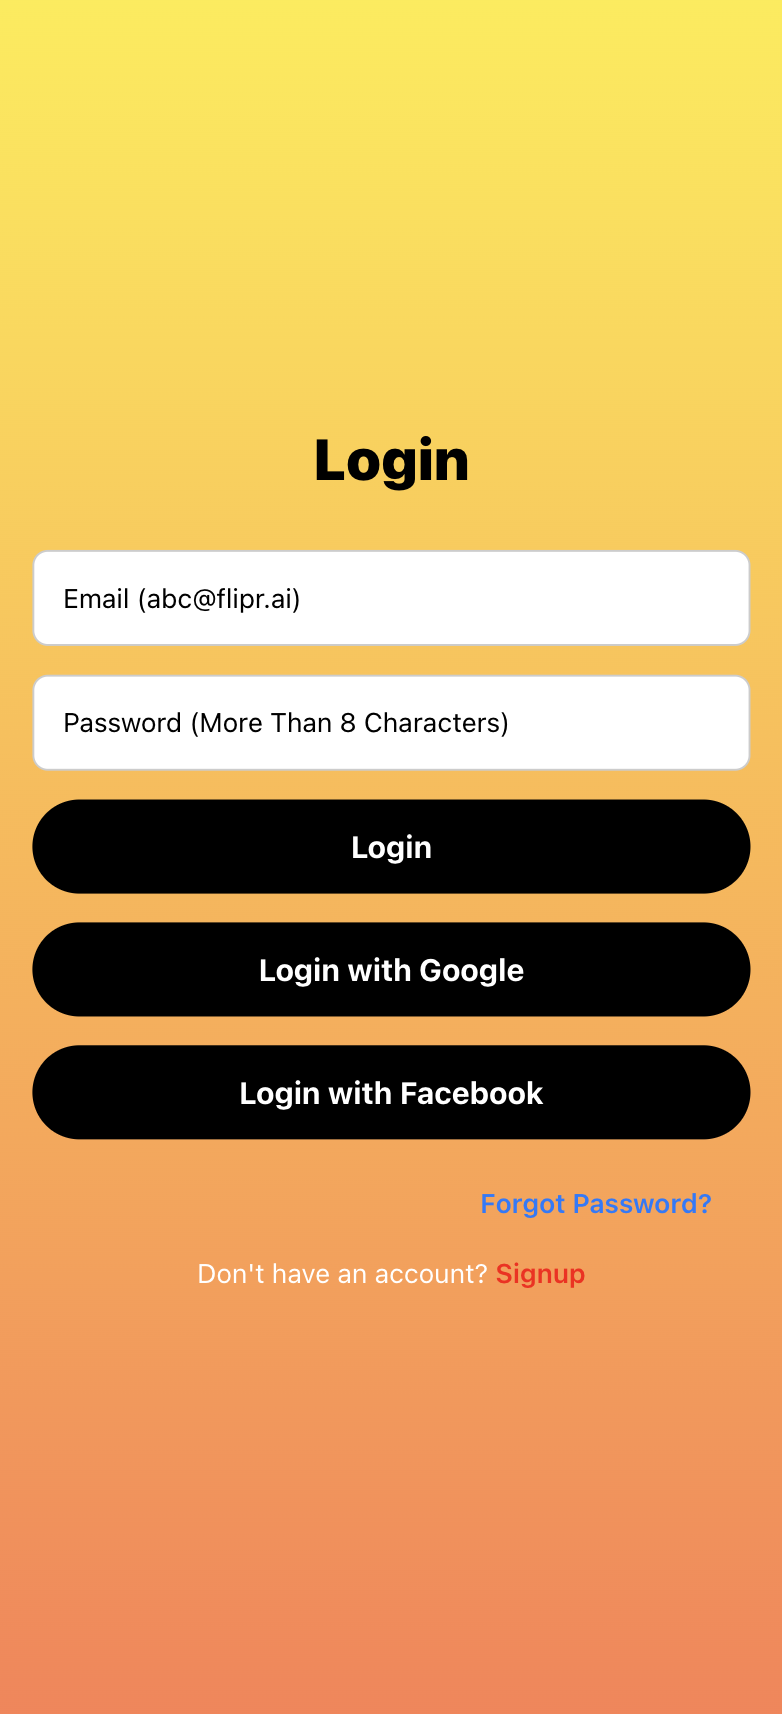 Login
Email (abc@flipr.ai)
Password (More Than 8 Characters)
Login
Login with Google
Login with Facebook
Forgot Password?
Don't have an account? Signup